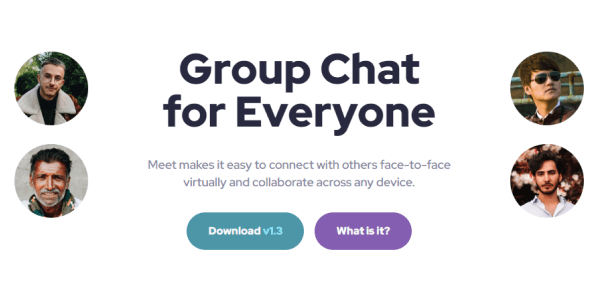 Group Chat
for Everyone
Meet makes it easy to connect with others face-to-face
virtually and collaborate across any device.
Download v1.3
What is it?